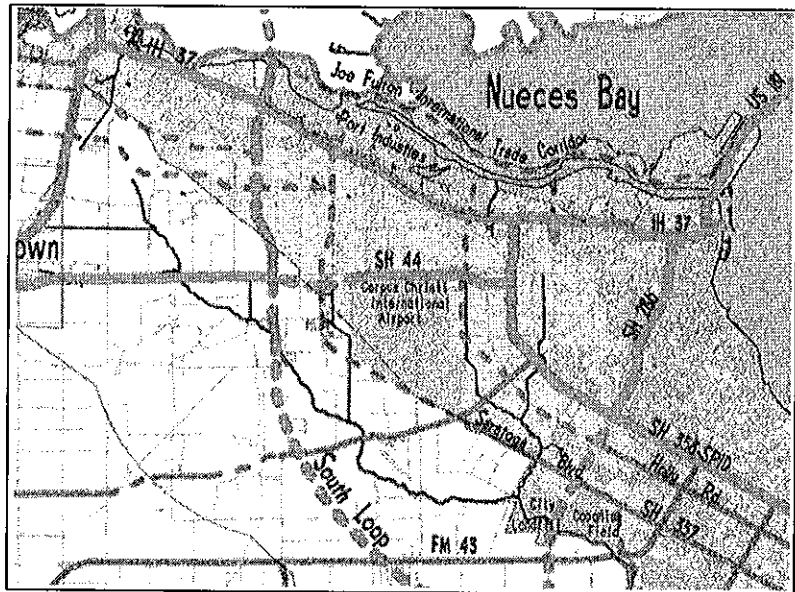 IH 37
Joe Fulton International Trade Corridor
Nueces Bay
US 181
Port Industries
IH 37
own
SH 44
Corpus Christi
International
Airport
SH 286
Saratoga Blvd
SH 358-SPID
Holly Rd
SH 357
South Loop
City
Landfill
Cabaniss
Field
FM 43